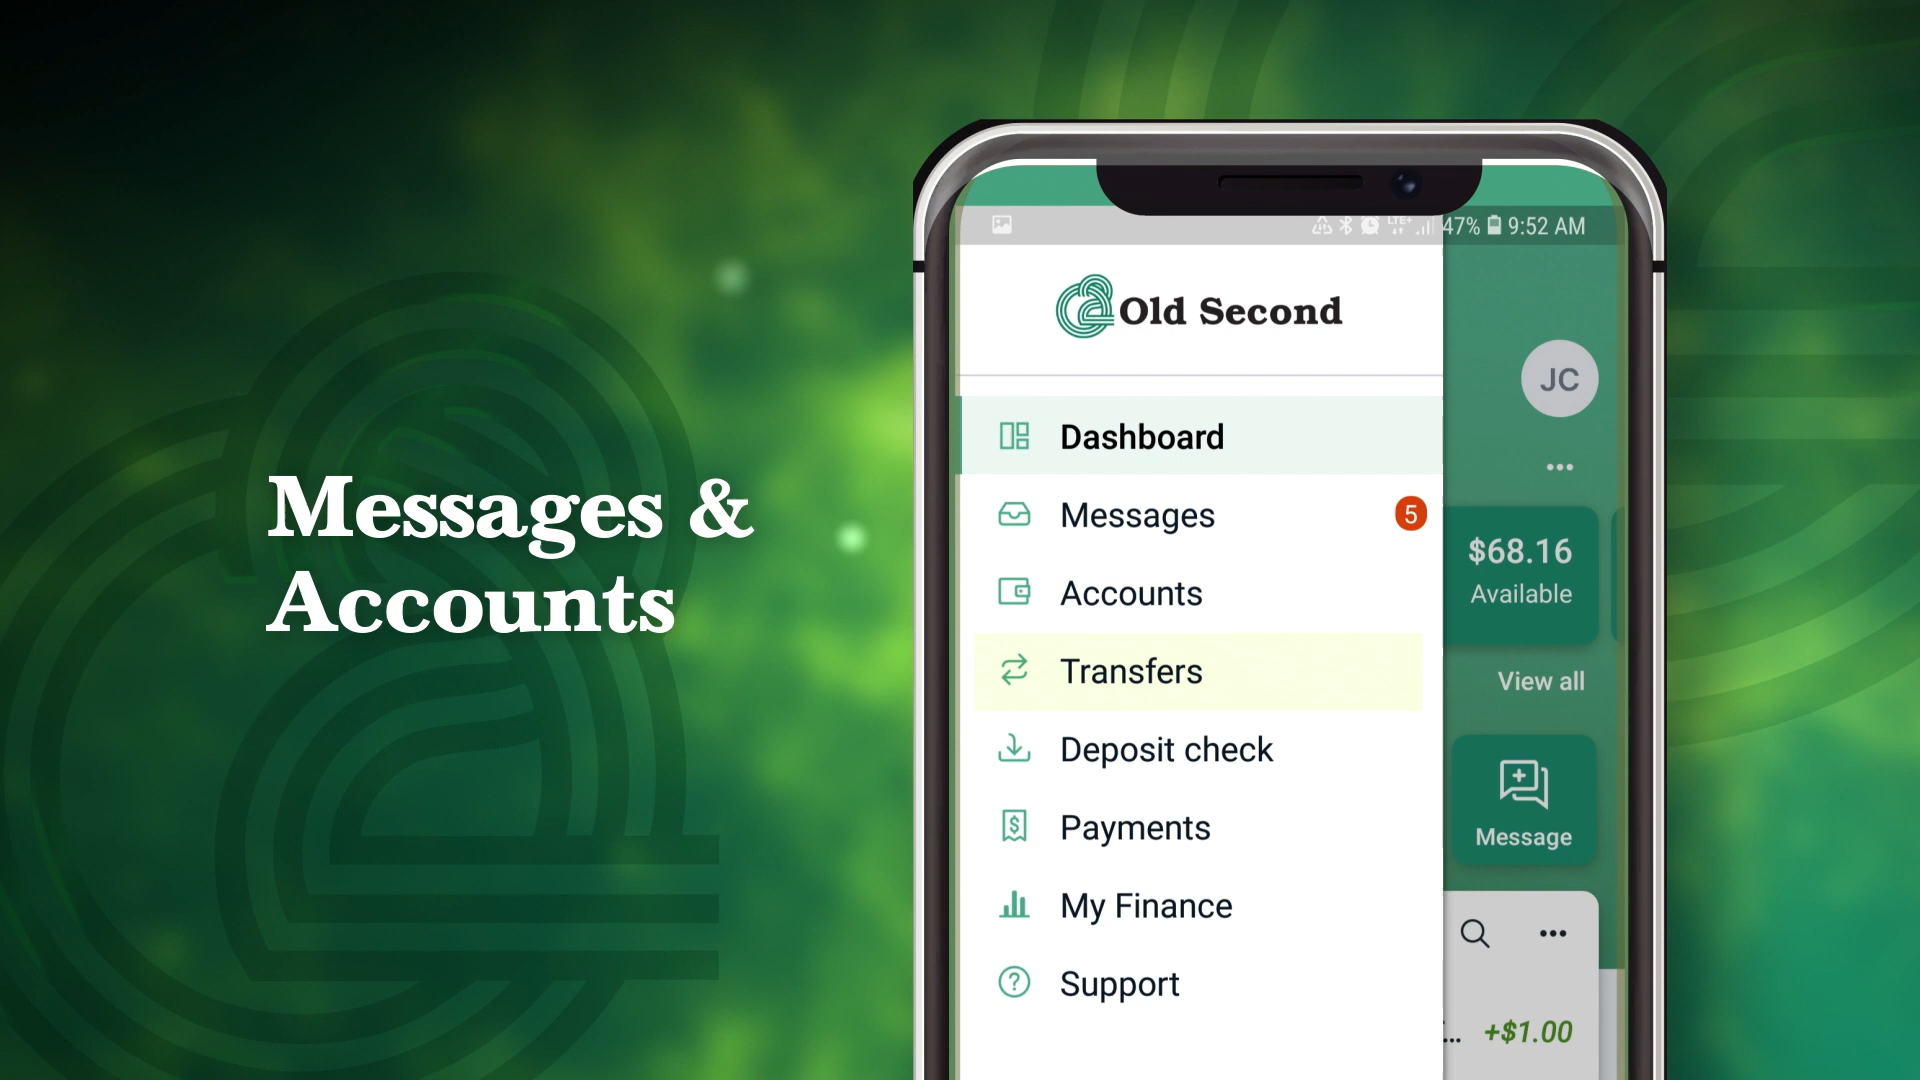 Messages &
Accounts
LTE+ 47% 9:52 AM
Old Second
JC
Dashboard
Messages 5
Accounts
Transfers
Deposit check
Payments
My Finance
Support
$68.16
Available
View all
Message
... +$1.00